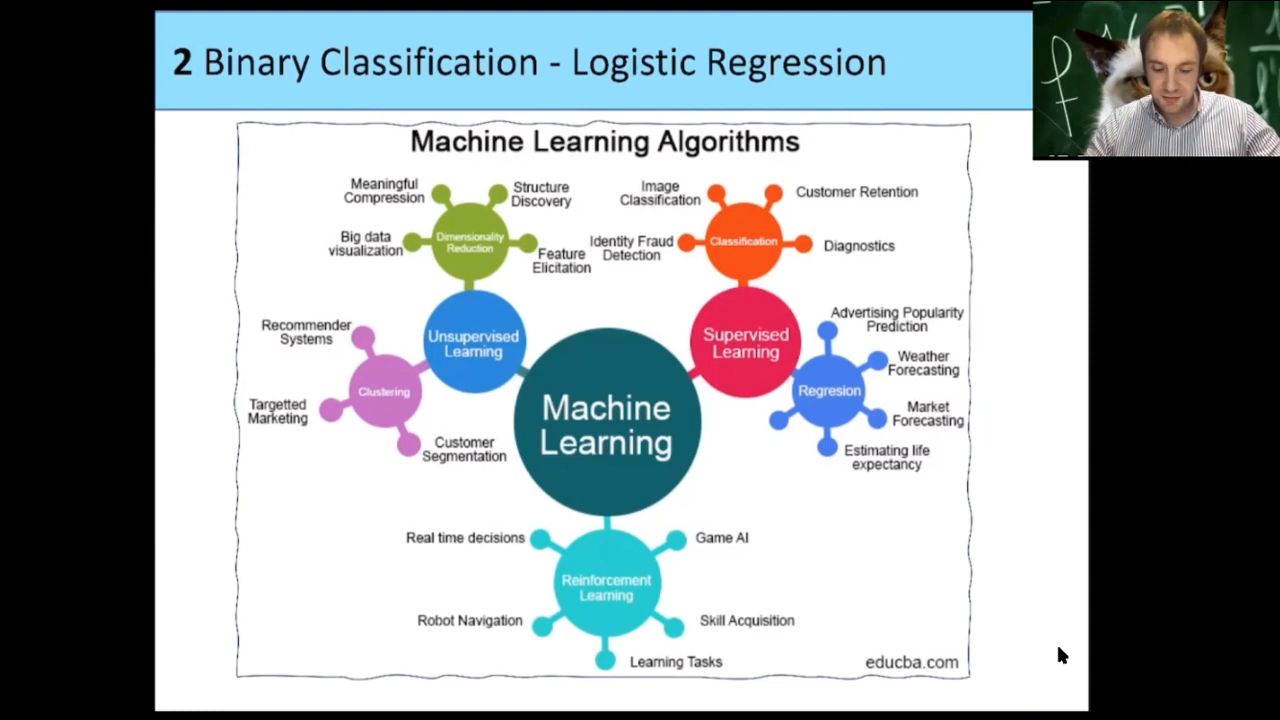 2 Binary Classification - Logistic Regression
Machine Learning Algorithms
Meaningful
Compression
Structure
Discovery
Big data
visualization
Dimensionality
Reduction
Feature
Elicitation
Image
Classification
Customer Retention
Identity Fraud
Detection
Classification
Diagnostics
Recommender
Systems
Unsupervised
Learning
Supervised
Learning
Advertising Popularity
Prediction
Weather
Forecasting
Clustering
Regresion
Targetted
Marketing
Market
Forecasting
Customer
Segmentation
Machine
Learning
Estimating life
expectancy
Real time decisions
Game AI
Reinforcement
Learning
Robot Navigation
Skill Acquisition
Learning Tasks
educba.com